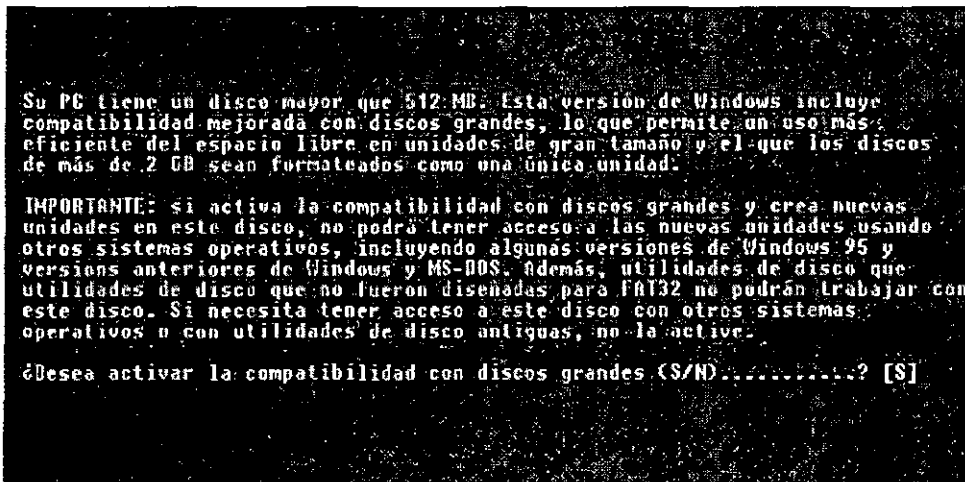 Su PC tiene un disco mayor que 512 MB. Esta versión de Windows incluye
compatibilidad mejorada con discos grandes, lo que permite un uso más
eficiente del espacio libre en unidades de gran tamaño y el que los discos
de más de 2 GB sean formateados como una única unidad.

IMPORTANTE: si activa la compatibilidad con discos grandes y crea nuevas
unidades en este disco, no podrá tener acceso a las nuevas unidades usando
otros sistemas operativos, incluyendo algunas versiones de Windows 95 y
versions anteriores de Windows y MS-DOS. Además, utilidades de disco que
utilidades de disco que no fueron diseñadas para FAT32 no podrán trabajar con
este disco. Si necesita tener acceso a este disco con otros sistemas
operativos o con utilidades de disco antiguas, no la active.

¿Desea activar la compatibilidad con discos grandes (S/N)............? [S]